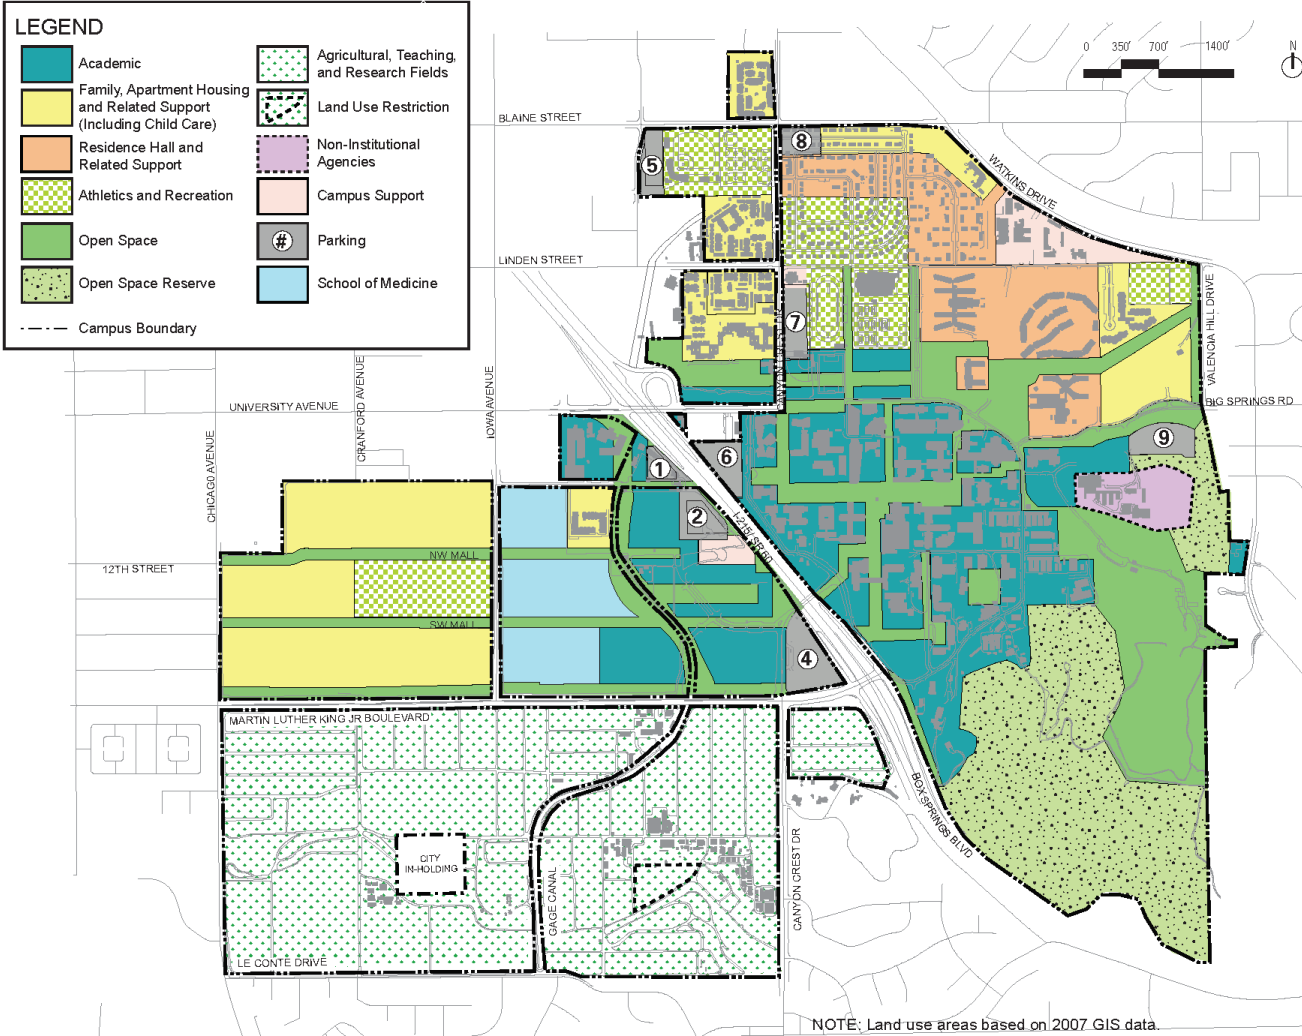 LEGEND
Academic
Family, Apartment Housing
and Related Support
(Including Child Care)
Residence Hall and
Related Support
Athletics and Recreation
Open Space
Open Space Reserve
Campus Boundary
Agricultural, Teaching,
and Research Fields
Land Use Restriction
Non-Institutional
Agencies
Campus Support
#
Parking
School of Medicine
0 350' 700' 1400'
N
BLAINE STREET
5
8
WATKINS DRIVE
LINDEN STREET
7
CANYON CREST DR
VALENCIA HILL DRIVE
BIG SPRINGS RD
UNIVERSITY AVENUE
CRANFORD AVENUE
IOWA AVENUE
CHICAGO AVENUE
1
6
9
2
I-215/ SR 60
NW MALL
12TH STREET
SW MALL
4
MARTIN LUTHER KING JR BOULEVARD
BOX SPRINGS BLVD
CITY
IN-HOLDING
GAGE CANAL
CANYON CREST DR
LE CONTE DRIVE
NOTE: Land use areas based on 2007 GIS data.